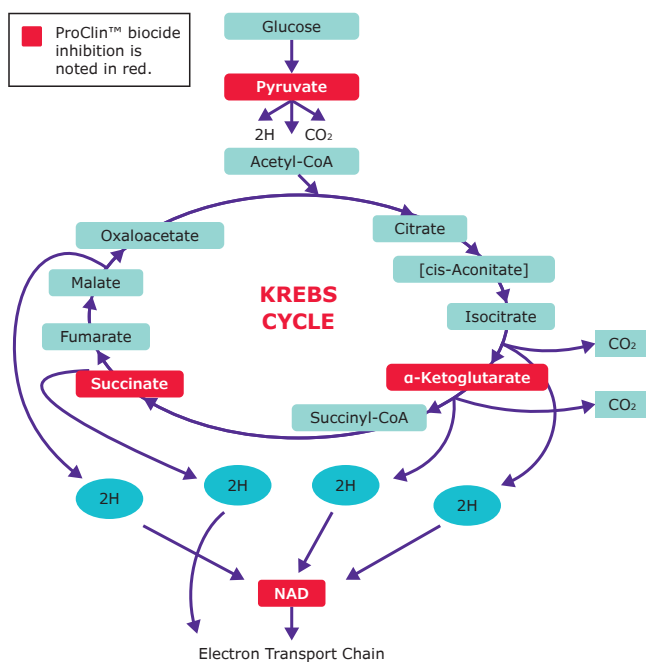 ProClin™ biocide
inhibition is
noted in red.
Glucose
Pyruvate
2H
CO₂
Acetyl-CoA
Oxaloacetate
Citrate
[cis-Aconitate]
Malate
KREBS
CYCLE
Isocitrate
Fumarate
CO₂
Succinate
α-Ketoglutarate
Succinyl-CoA
CO₂
2H
2H
2H
2H
NAD
Electron Transport Chain